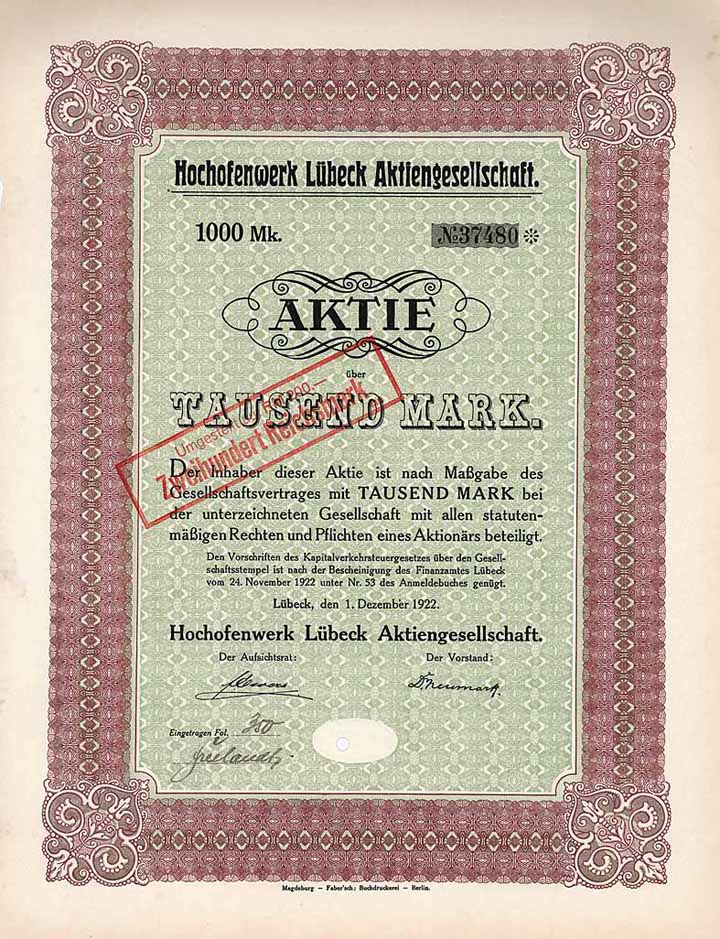 Hochofenwerk Lübeck Aktiengesellschaft.
1000 Mk. №37480 *
AKTIE
über
TAUSEND MARK.
Zweihundert Reichsmark
Der Inhaber dieser Aktie ist nach Maßgabe des
Gesellschaftsvertrages mit TAUSEND MARK bei
der unterzeichneten Gesellschaft mit allen statuten-
mäßigen Rechten und Pflichten eines Aktionärs beteiligt.
Den Vorschriften des Kapitalverkehrsteuergesetzes über den Gesell-
schaftsstempel ist nach der Bescheinigung des Finanzamtes Lübeck
vom 24. November 1922 unter Nr. 53 des Anmeldebuches genügt.
Lübeck, den 1. Dezember 1922.
Hochofenwerk Lübeck Aktiengesellschaft.
Der Aufsichtsrat: Der Vorstand:
Dr. Neumark.
Eingetragen Fol. 350
Magdeburg – Faber'sch: Buchdruckerei – Berlin.